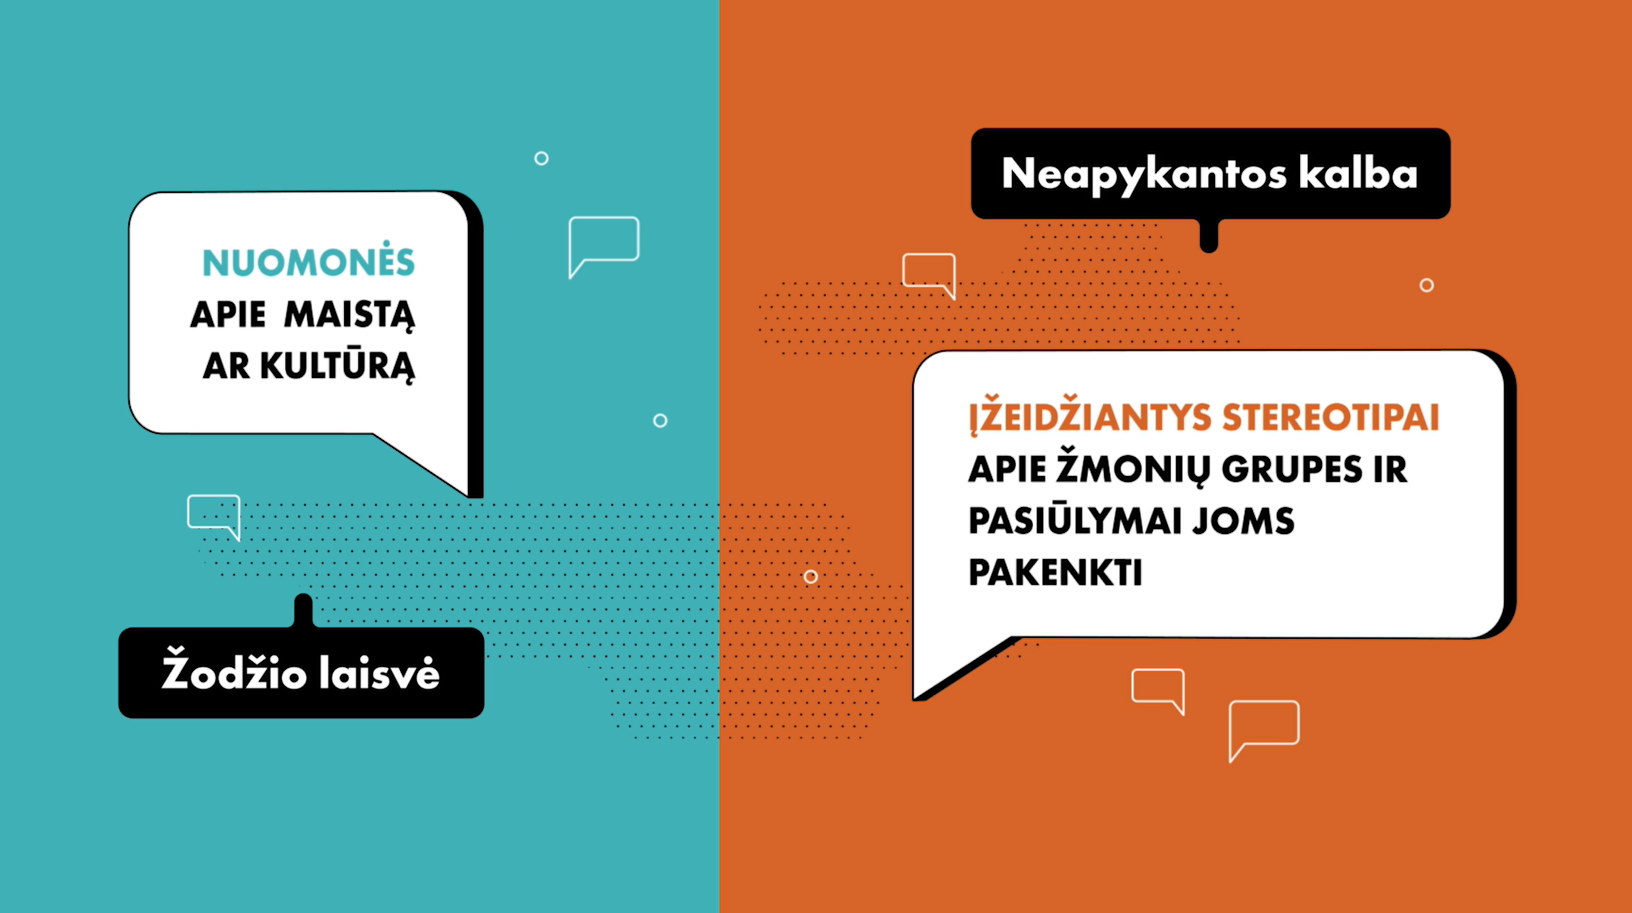 NUOMONĖS
APIE MAISTĄ
AR KULTŪRĄ
Žodžio laisvė
Neapykantos kalba
ĮŽEIDŽIANTYS STEREOTIPAI
APIE ŽMONIŲ GRUPES IR
PASIŪLYMAI JOMS
PAKENKTI